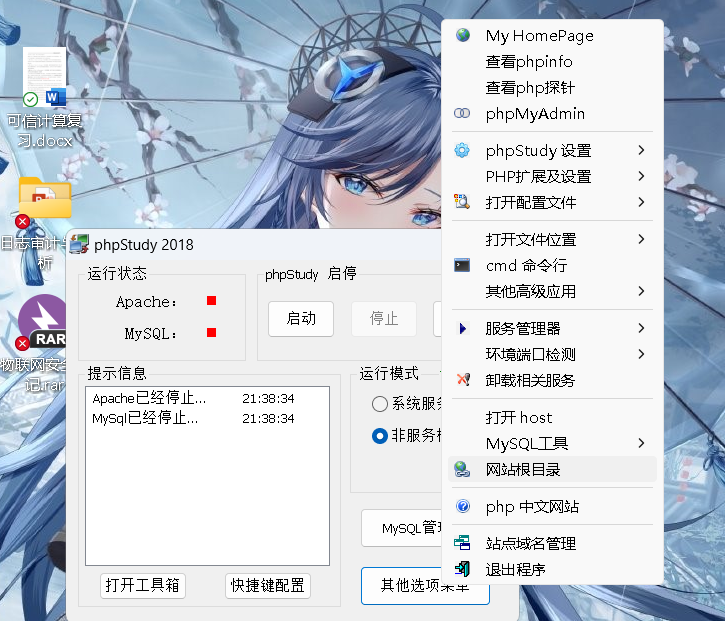 可信计算复
习.docx
日志审计与
析
RAR
物联网安全
记.rar
phpStudy 2018
运行状态
Apache:
MySQL:
phpStudy 启停
启动
停止
提示信息
Apache已经停止... 21:38:34
MySql已经停止... 21:38:34
运行模式
系统服务
非服务模
打开工具箱
快捷键配置
MySQL管理
其他选项菜单
My HomePage
查看phpinfo
查看php探针
phpMyAdmin
phpStudy 设置
PHP扩展及设置
打开配置文件
打开文件位置
cmd 命令行
其他高级应用
服务管理器
环境端口检测
卸载相关服务
打开 host
MySQL工具
网站根目录
php 中文网站
站点域名管理
退出程序